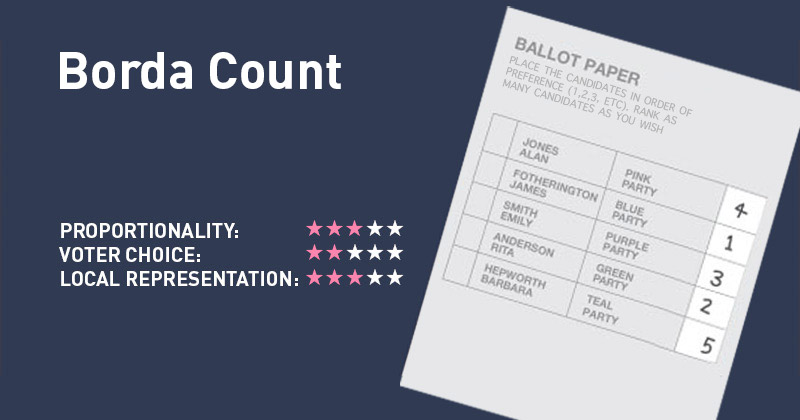 Borda Count
PROPORTIONALITY:
VOTER CHOICE:
LOCAL REPRESENTATION:
BALLOT PAPER
PLACE THE CANDIDATES IN ORDER OF
PREFERENCE (1,2,3, ETC). RANK AS
MANY CANDIDATES AS YOU WISH
JONES
ALAN
PINK
PARTY
4
FOTHERINGTON
JAMES
BLUE
PARTY
1
SMITH
EMILY
PURPLE
PARTY
3
ANDERSON
RITA
GREEN
PARTY
2
HEPWORTH
BARBARA
TEAL
PARTY
5